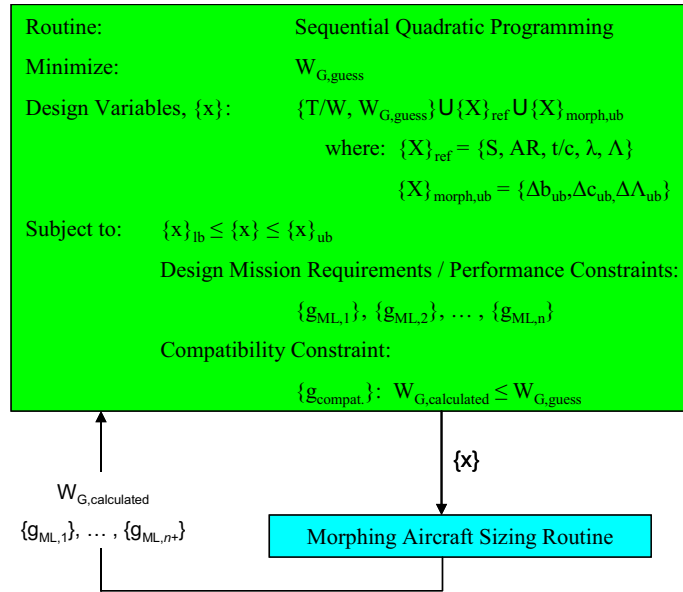 Routine: Sequential Quadratic Programming
Minimize: W_G,guess
Design Variables, {x}: {T/W, W_G,guess}U{X}_ref U{X}_morph,ub
where: {X}_ref = {S, AR, t/c, λ, Λ}
{X}_morph,ub = {Δb_ub,Δc_ub,ΔΛ_ub}
Subject to: {x}_lb ≤ {x} ≤ {x}_ub
Design Mission Requirements / Performance Constraints:
{g_ML,1}, {g_ML,2}, … , {g_ML,n}
Compatibility Constraint:
{g_compat.}: W_G,calculated ≤ W_G,guess
{x}
W_G,calculated
{g_ML,1}, … , {g_ML,n+}
Morphing Aircraft Sizing Routine